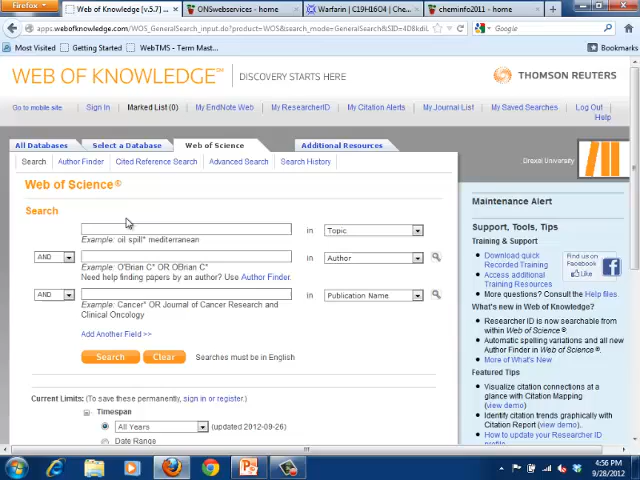 Firefox
Web of Knowledge [v.5.7] - ...
ONSwebservices - home
Warfarin | C19H16O4 | Che...
cheminfo2011 - home
apps.webofknowledge.com/WOS_GeneralSearch_input.do?product=WOS&search_mode=GeneralSearch&SID=4D8kdiL
Google
Most Visited
Getting Started
WebTMS - Term Mast...
Bookmarks
WEB OF KNOWLEDGE℠
DISCOVERY STARTS HERE
THOMSON REUTERS
Go to mobile site
Sign In
Marked List (0)
My EndNote Web
My ResearcherID
My Citation Alerts
My Journal List
My Saved Searches
Log Out
Help
All Databases
Select a Database
Web of Science
Additional Resources
Search
Author Finder
Cited Reference Search
Advanced Search
Search History
Drexel University
Web of Science®
Search
in
Topic
Example: oil spill* mediterranean
AND
in
Author
Example: O'Brian C* OR OBrian C*
Need help finding papers by an author? Use Author Finder.
AND
in
Publication Name
Example: Cancer* OR Journal of Cancer Research and
Clinical Oncology
Add Another Field >>
Search
Clear
Searches must be in English
Current Limits: (To save these permanently, sign in or register.)
Timespan
All Years
(updated 2012-09-26)
Date Range
Maintenance Alert
Support, Tools, Tips
Training & Support
Download quick
Recorded Training
Access additional
Training Resources
More questions? Consult the Help files.
Find us on
Facebook
Like
What's new in Web of Knowledge?
Researcher ID is now searchable from
within Web of Science®.
Automatic spelling variations and all new
Author Finder in Web of Science®.
More of What's New
Featured Tips
Visualize citation connections at a
glance with Citation Mapping
(view demo)
Identify citation trends graphically with
Citation Report (view demo).
How to update your ResearcherID
4:56 PM
9/28/2012